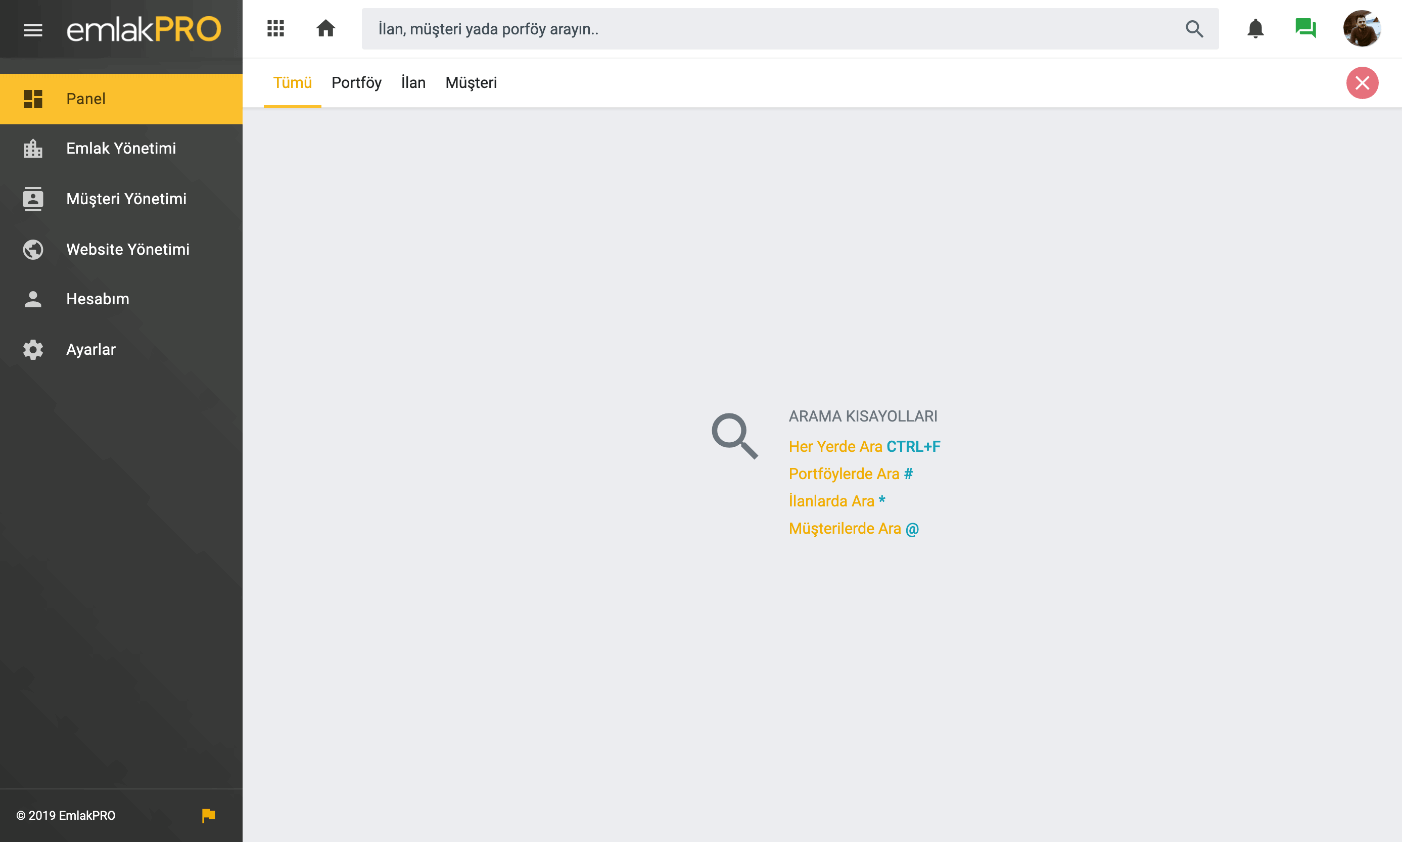 emlakPRO
İlan, müşteri yada porföy arayın..
Tümü Portföy İlan Müşteri
Panel
Emlak Yönetimi
Müşteri Yönetimi
Website Yönetimi
Hesabım
Ayarlar
ARAMA KISAYOLLARI
Her Yerde Ara CTRL+F
Portföylerde Ara #
İlanlarda Ara *
Müşterilerde Ara @
© 2019 EmlakPRO